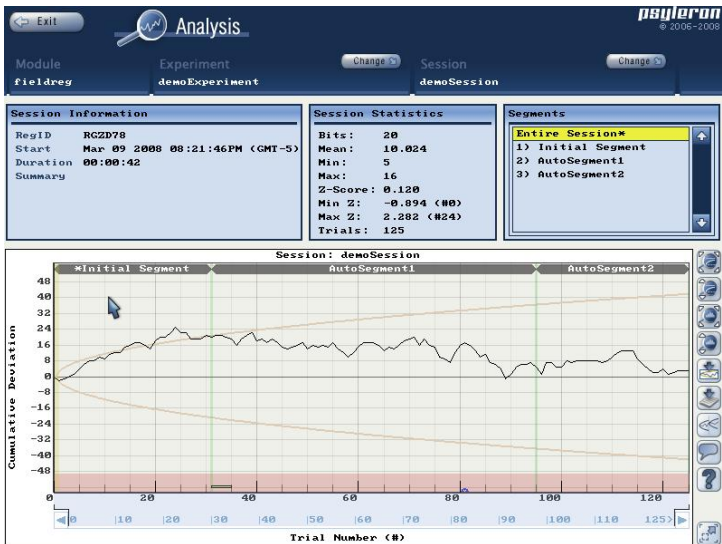 Exit
Analysis
psyleron
© 2006-2008
Module
Experiment
Change
Session
Change
fieldreg
demoExperiment
demoSession
Session Information
RegID RGZD78
Start Mar 09 2008 08:21:46PM (GMT-5)
Duration 00:00:42
Summary
Session Statistics
Bits: 20
Mean: 10.024
Min: 5
Max: 16
Z-Score: 0.120
Min Z: -0.894 (#0)
Max Z: 2.282 (#24)
Trials: 125
Segments
Entire Session*
1) Initial Segment
2) AutoSegment1
3) AutoSegment2
Session: demoSession
*Initial Segment
AutoSegment1
AutoSegment2
Cumulative Deviation
48
40
32
24
16
8
0
-8
-16
-24
-32
-40
-48
0 20 40 60 80 100 120
0 |10 |20 |30 |40 |50 |60 |70 |80 |90 |100 |110 125>
Trial Number (#)